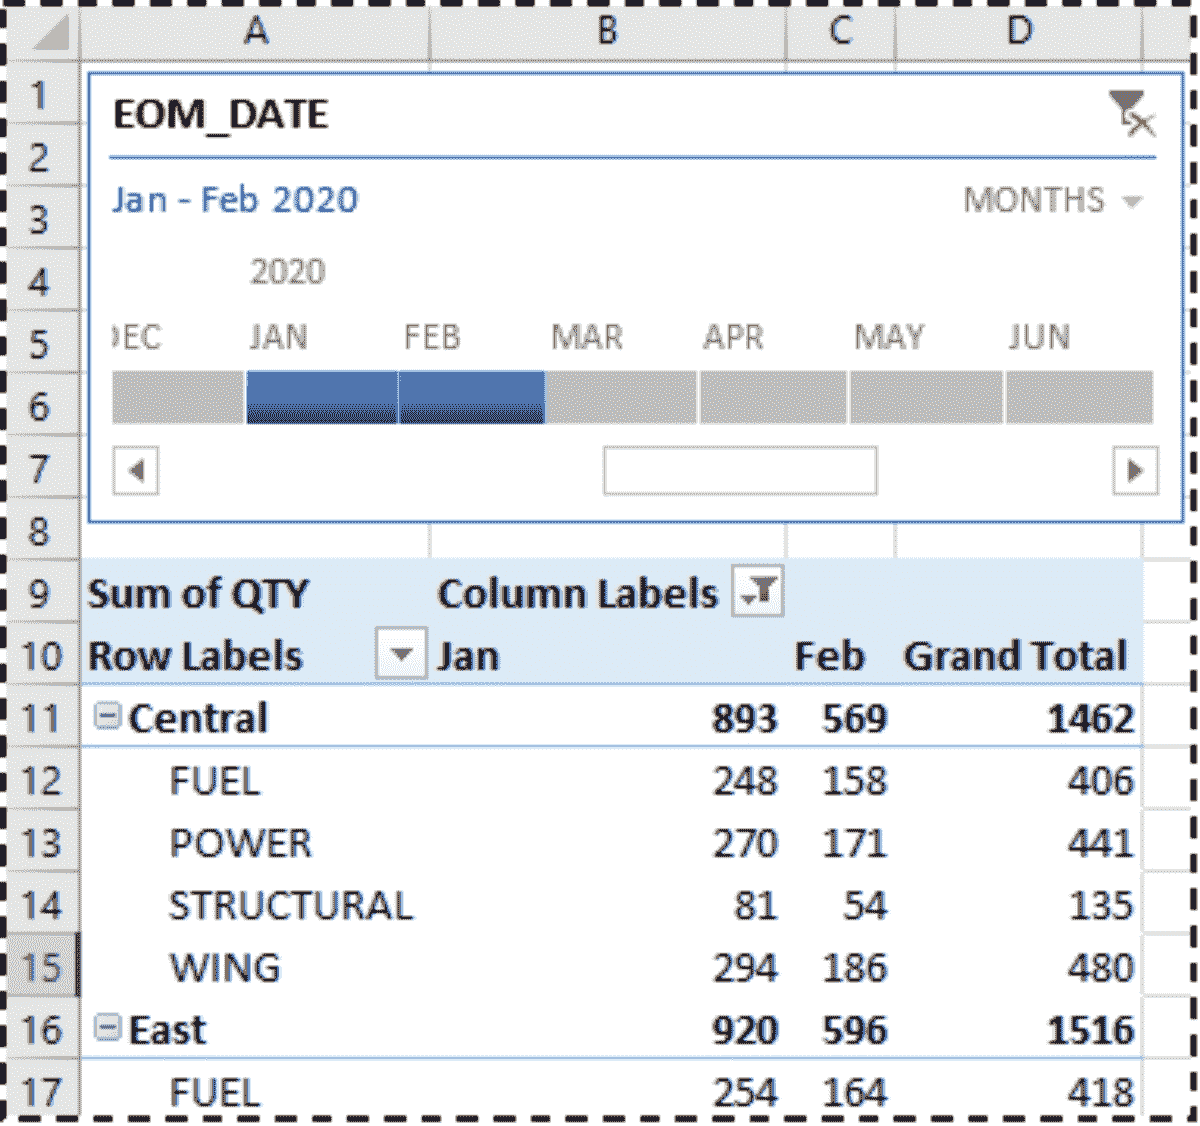 A B C D
1 EOM_DATE
2
3 Jan - Feb 2020 MONTHS
4 2020
5 DEC JAN FEB MAR APR MAY JUN
6
7
8
9 Sum of QTY Column Labels
10 Row Labels Jan Feb Grand Total
11 Central 893 569 1462
12 FUEL 248 158 406
13 POWER 270 171 441
14 STRUCTURAL 81 54 135
15 WING 294 186 480
16 East 920 596 1516
17 FUEL 254 164 418